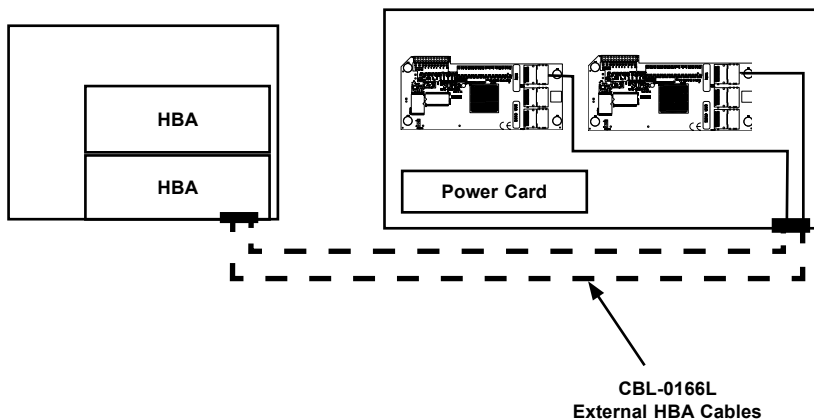 HBA
HBA
Power Card
CBL-0166L
External HBA Cables